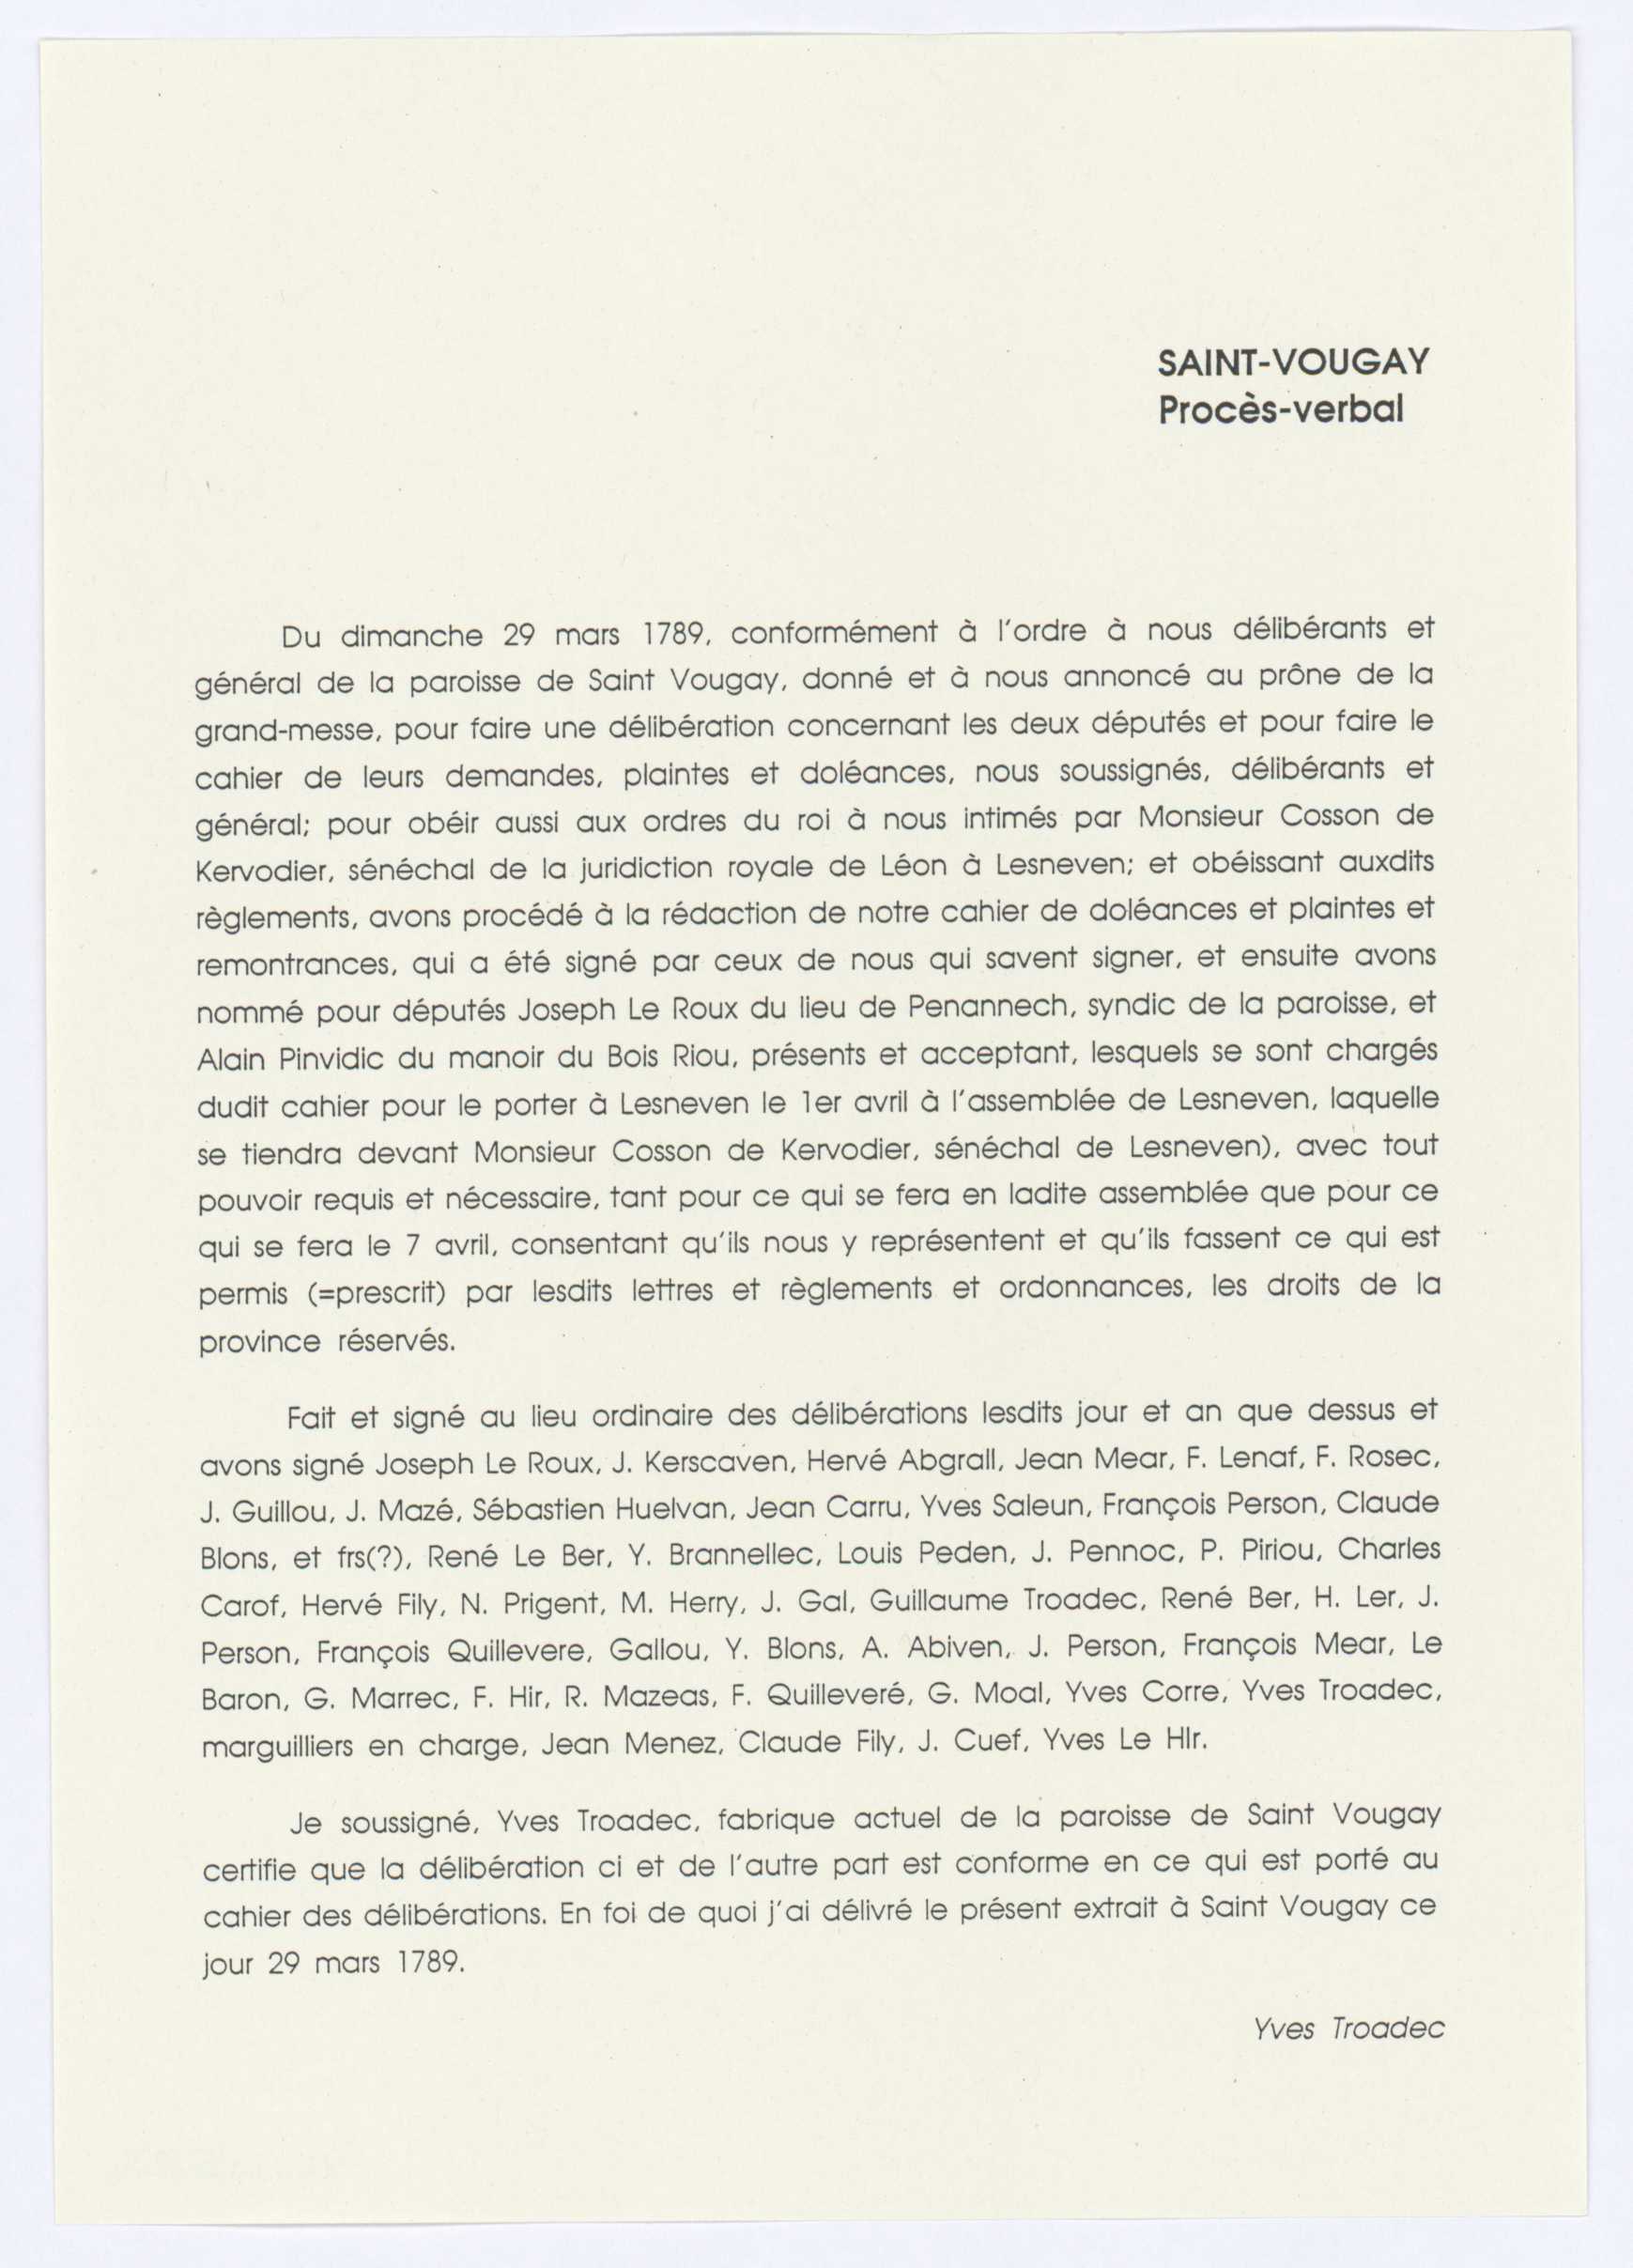 SAINT-VOUGAY
Procès-verbal
Du dimanche 29 mars 1789, conformément à l'ordre à nous délibérants et
général de la paroisse de Saint Vougay, donné et à nous annoncé au prône de la
grand-messe, pour faire une délibération concernant les deux députés et pour faire le
cahier de leurs demandes, plaintes et doléances, nous soussignés, délibérants et
général; pour obéir aussi aux ordres du roi à nous intimés par Monsieur Cosson de
Kervodier, sénéchal de la juridiction royale de Léon à Lesneven; et obéissant auxdits
règlements, avons procédé à la rédaction de notre cahier de doléances et plaintes et
remontrances, qui a été signé par ceux de nous qui savent signer, et ensuite avons
nommé pour députés Joseph Le Roux du lieu de Penannech, syndic de la paroisse, et
Alain Pinvidic du manoir du Bois Riou, présents et acceptant, lesquels se sont chargés
dudit cahier pour le porter à Lesneven le 1er avril à l'assemblée de Lesneven, laquelle
se tiendra devant Monsieur Cosson de Kervodier, sénéchal de Lesneven), avec tout
pouvoir requis et nécessaire, tant pour ce qui se fera en ladite assemblée que pour ce
qui se fera le 7 avril, consentant qu'ils nous y représentent et qu'ils fassent ce qui est
permis (=prescrit) par lesdits lettres et règlements et ordonnances, les droits de la
province réservés.
Fait et signé au lieu ordinaire des délibérations lesdits jour et an que dessus et
avons signé Joseph Le Roux, J. Kerscaven, Hervé Abgrall, Jean Mear, F. Lenaf, F. Rosec,
J. Guillou, J. Mazé, Sébastien Huelvan, Jean Carru, Yves Saleun, François Person, Claude
Blons, et frs(?), René Le Ber, Y. Brannellec, Louis Peden, J. Pennoc, P. Piriou, Charles
Carof, Hervé Fily, N. Prigent, M. Herry, J. Gal, Guillaume Troadec, René Ber, H. Ler, J.
Person, François Quillevere, Gallou, Y. Blons, A. Abiven, J. Person, François Mear, Le
Baron, G. Marrec, F. Hir, R. Mazeas, F. Quilleveré, G. Moal, Yves Corre, Yves Troadec,
marguilliers en charge, Jean Menez, Claude Fily, J. Cuef, Yves Le HIr.
Je soussigné, Yves Troadec, fabrique actuel de la paroisse de Saint Vougay
certifie que la délibération ci et de l'autre part est conforme en ce qui est porté au
cahier des délibérations. En foi de quoi j'ai délivré le présent extrait à Saint Vougay ce
jour 29 mars 1789.
Yves Troadec